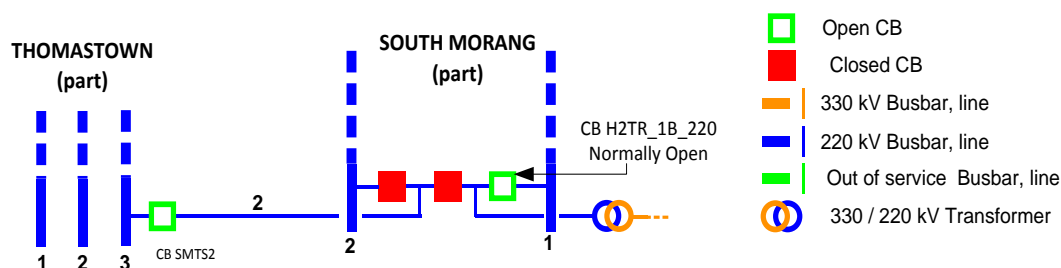 THOMASTOWN
(part)
SOUTH MORANG
(part)
CB H2TR_1B_220
Normally Open
2
CB SMTS2
1
2
3
2
1
Open CB
Closed CB
330 kV Busbar, line
220 kV Busbar, line
Out of service Busbar, line
330 / 220 kV Transformer